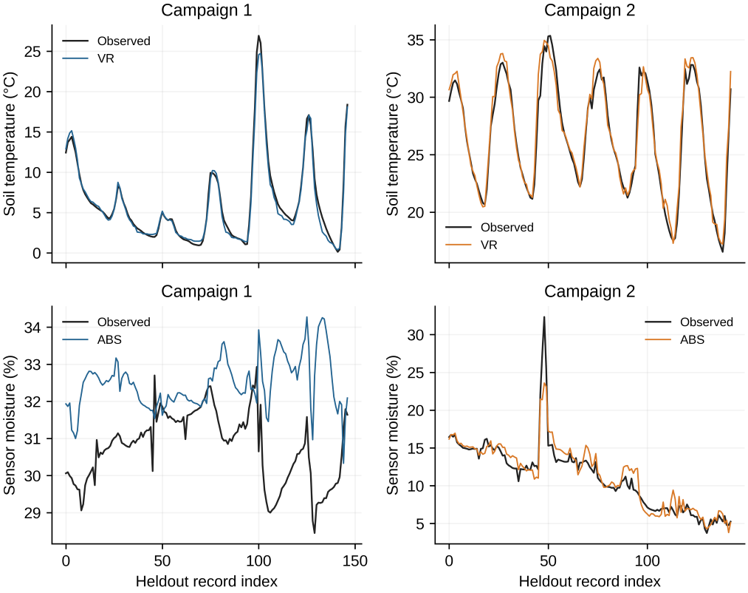 Campaign 1
Soil temperature (°C)
25
20
15
10
5
0
Observed
VR
Campaign 2
Soil temperature (°C)
35
30
25
20
Observed
VR
Campaign 1
Sensor moisture (%)
34
33
32
31
30
29
Observed
ABS
0 50 100 150
Heldout record index
Campaign 2
Sensor moisture (%)
30
25
20
15
10
5
Observed
ABS
0 50 100
Heldout record index